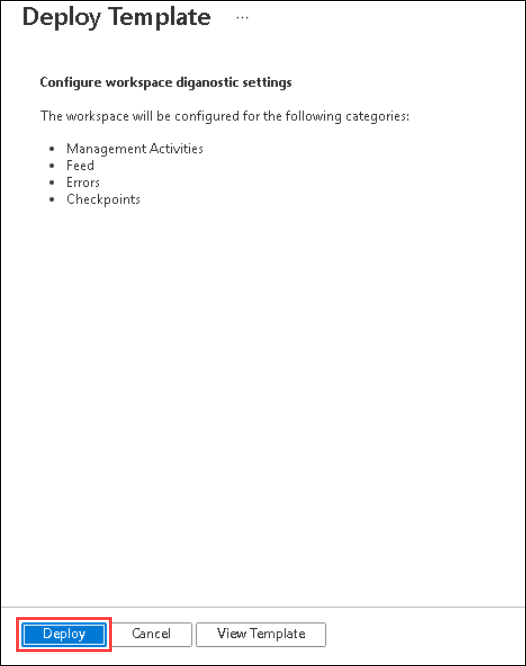 Deploy Template ...
Configure workspace diganostic settings
The workspace will be configured for the following categories:
• Management Activities
• Feed
• Errors
• Checkpoints
Deploy Cancel View Template